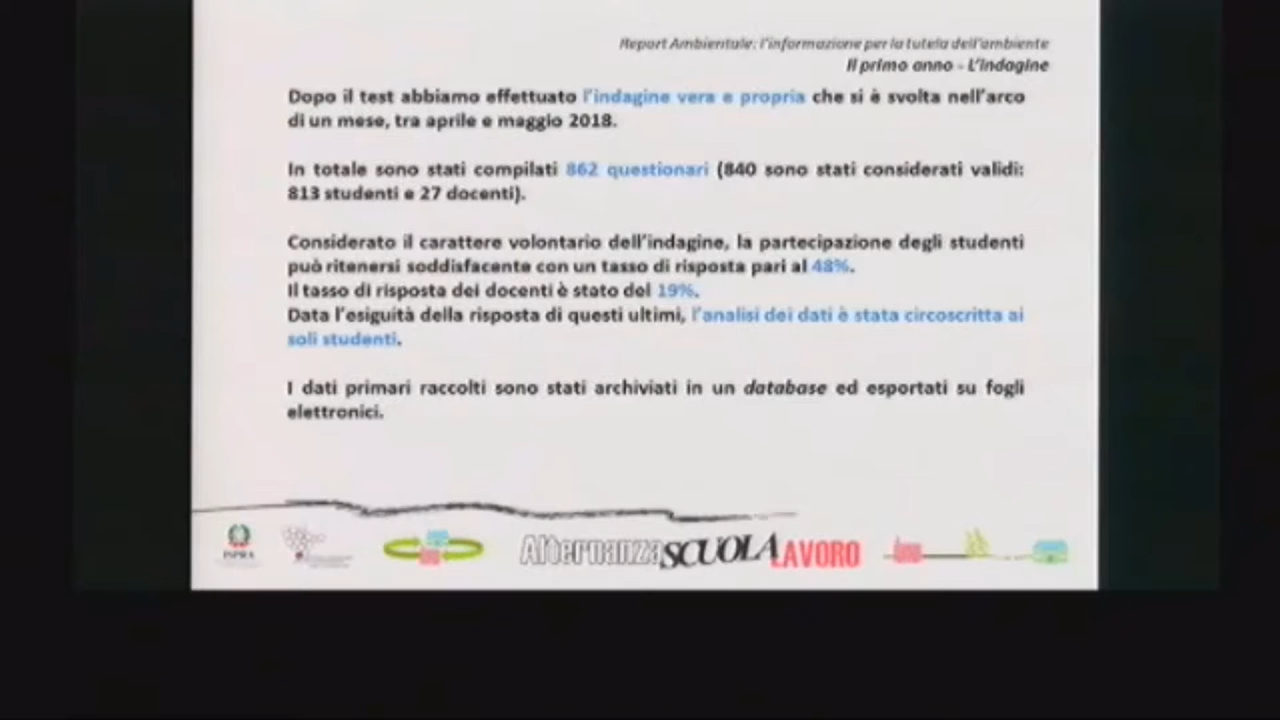 Report Ambientale: l'informazione per la tutela dell'ambiente
Il primo anno - L'indagine
Dopo il test abbiamo effettuato l'indagine vera e propria che si è svolta nell'arco
di un mese, tra aprile e maggio 2018.
In totale sono stati compilati 862 questionari (840 sono stati considerati validi:
813 studenti e 27 docenti).
Considerato il carattere volontario dell'indagine, la partecipazione degli studenti
può ritenersi soddisfacente con un tasso di risposta pari al 48%.
Il tasso di risposta dei docenti è stato del 19%.
Data l'esiguità della risposta di questi ultimi, l'analisi dei dati è stata circoscritta ai
soli studenti.
I dati primari raccolti sono stati archiviati in un database ed esportati su fogli
elettronici.
ISPRA
AlternanzaSCUOLALAVORO